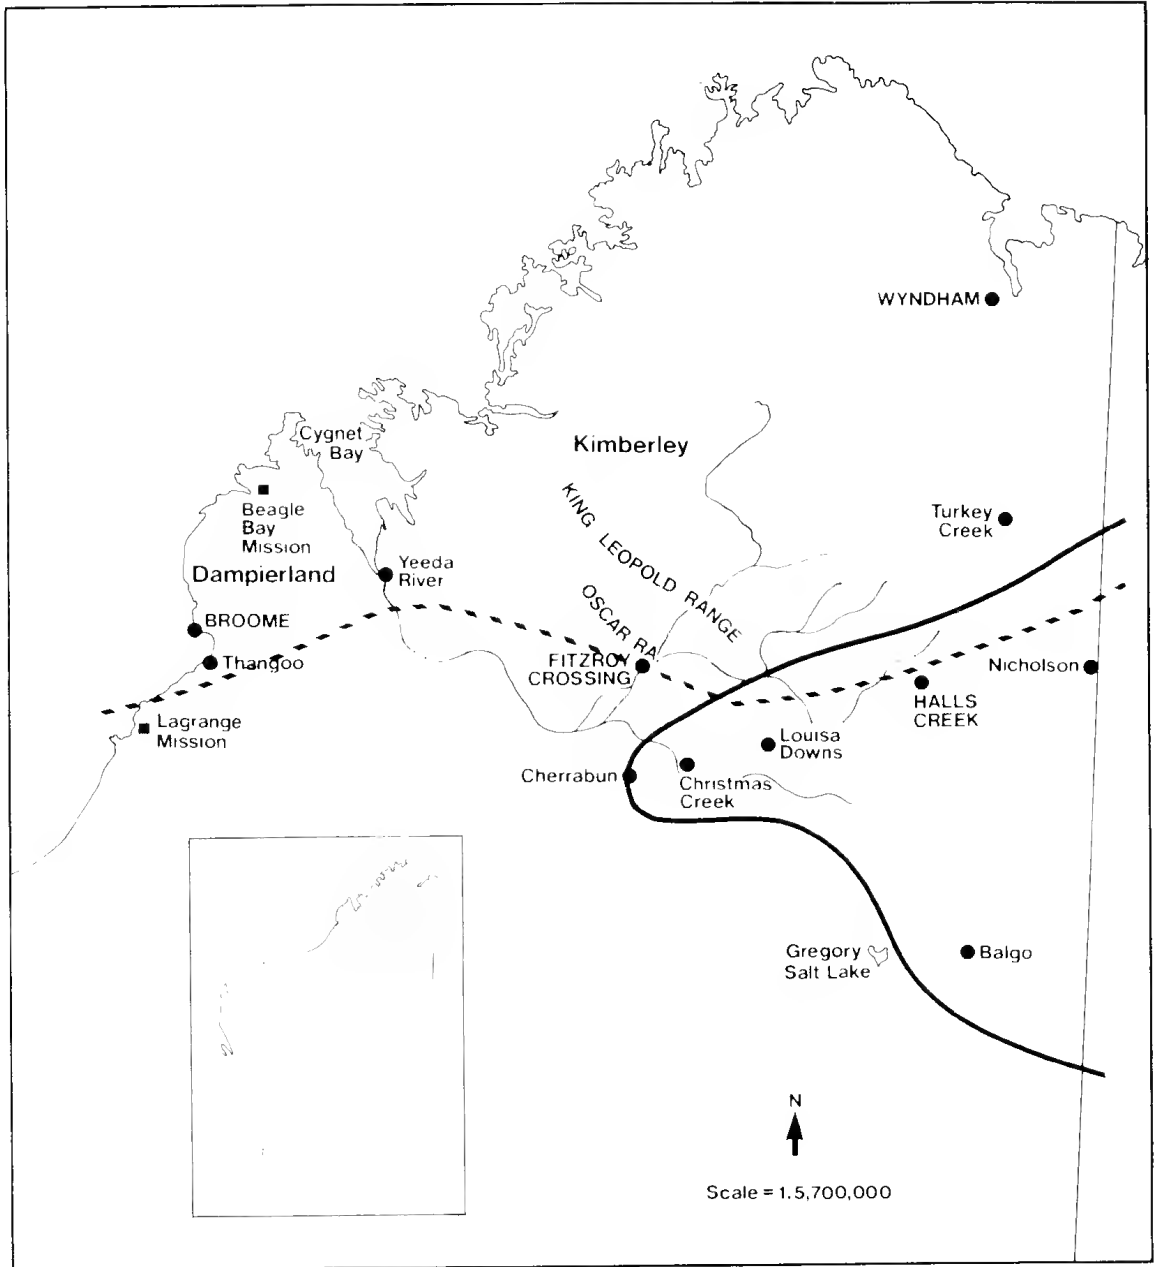 WYNDHAM
Cygnet
Bay
Kimberley
KING LEOPOLD RANGE
Beagle
Bay
Mission
Turkey
Creek
Yeeda
River
Dampierland
OSCAR RA.
BROOME
Thangoo
FITZROY
CROSSING
Nicholson
HALLS
CREEK
Lagrange
Mission
Louisa
Downs
Cherrabun
Christmas
Creek
Gregory
Salt Lake
Balgo
N
Scale = 1.5,700,000